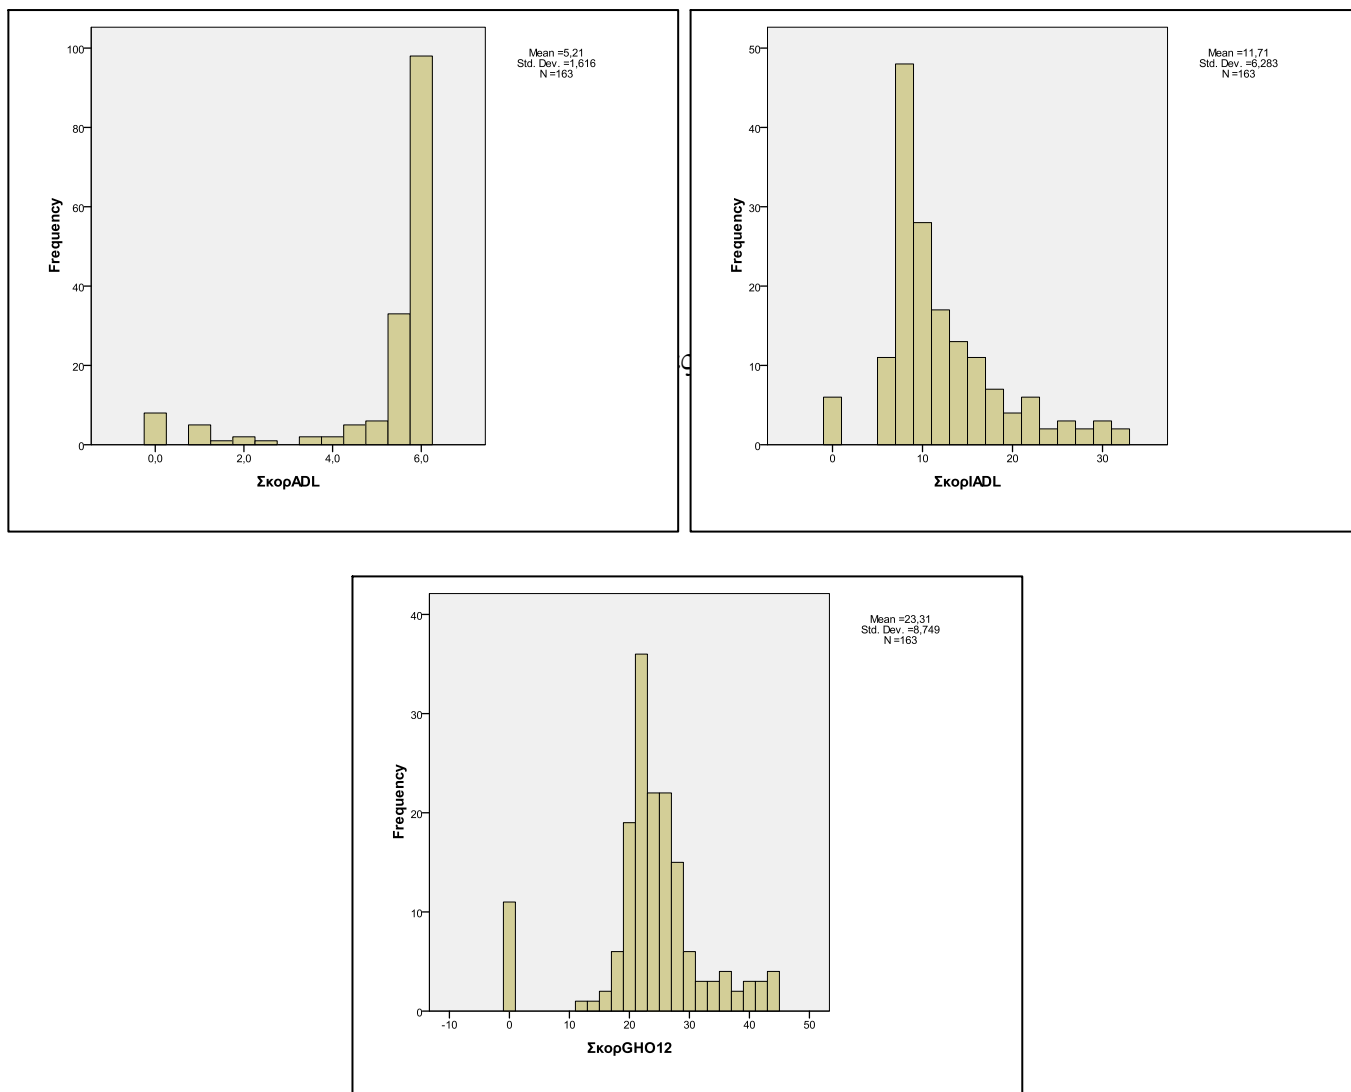 Mean =5,21
Std. Dev. =1,616
N =163
100
80
60
40
20
0
Frequency
0,0 2,0 4,0 6,0
ΣκορADL
Mean =11,71
Std. Dev. =6,283
N =163
50
40
30
20
10
0
Frequency
0 10 20 30
ΣκορIADL
Mean =23,31
Std. Dev. =8,749
N =163
40
30
20
10
0
Frequency
-10 0 10 20 30 40 50
ΣκορGHO12